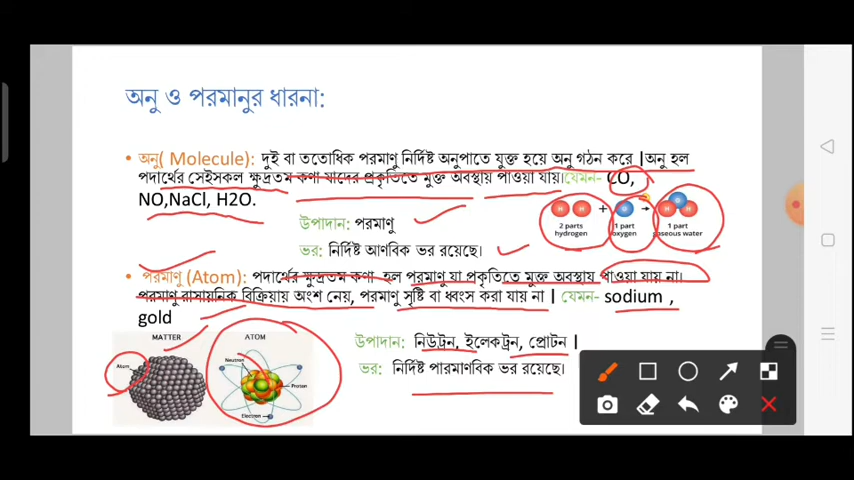 অনু ও পরমানুর ধারনা:
• অনু( Molecule): দুই বা ততোধিক পরমাণু নির্দিষ্ট অনুপাতে যুক্ত হয়ে অনু গঠন করে |অনু হল
পদার্থের সেইসকল ক্ষুদ্রতম কণা যাদের প্রকৃতিতে মুক্ত অবস্থায় পাওয়া যায়।যেমন- CO,
NO,NaCl, H2O.
H H + O → H O H
2 parts hydrogen 1 part oxygen 1 part gaseous water
উপাদান: পরমাণু
ভর: নির্দিষ্ট আণবিক ভর রয়েছে।
• পরমাণু (Atom): পদার্থের ক্ষুদ্রতম কণা হল পরমাণু যা প্রকৃতিতে মুক্ত অবস্থায় পাওয়া যায় না।
পরমাণু রাসায়নিক বিক্রিয়ায় অংশ নেয়, পরমাণু সৃষ্টি বা ধ্বংস করা যায় না | যেমন- sodium ,
gold
MATTER ATOM
Atom
Neutron
Proton
Electron
উপাদান: নিউট্রন, ইলেকট্রন, প্রোটন |
ভর: নির্দিষ্ট পারমাণবিক ভর রয়েছে।